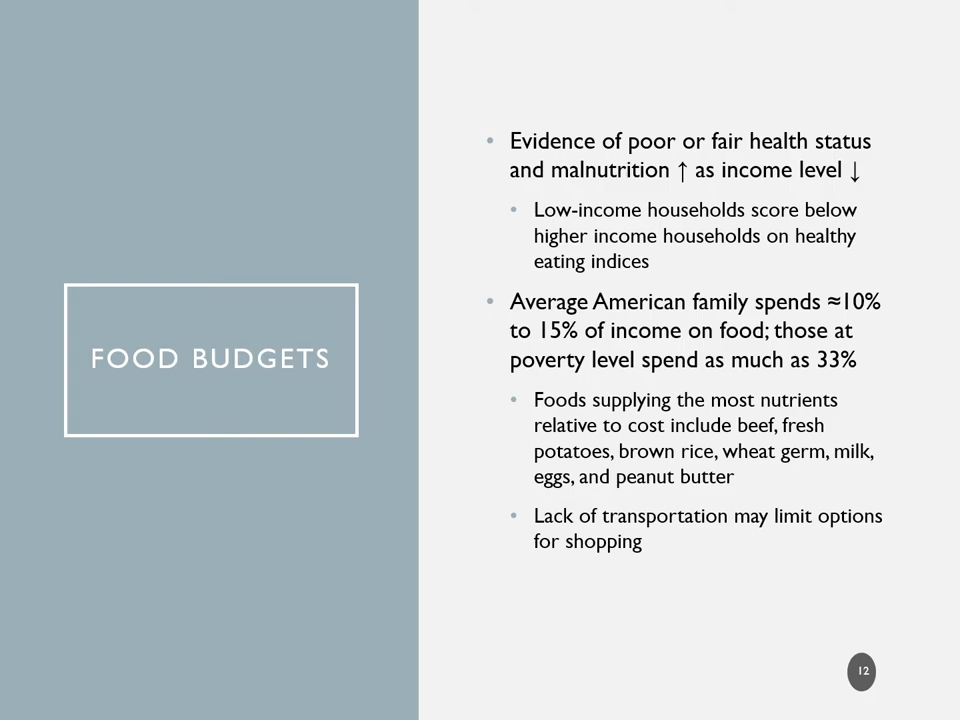 FOOD BUDGETS
• Evidence of poor or fair health status
and malnutrition ↑ as income level ↓
• Low-income households score below
higher income households on healthy
eating indices
• Average American family spends ≈10%
to 15% of income on food; those at
poverty level spend as much as 33%
• Foods supplying the most nutrients
relative to cost include beef, fresh
potatoes, brown rice, wheat germ, milk,
eggs, and peanut butter
• Lack of transportation may limit options
for shopping
12